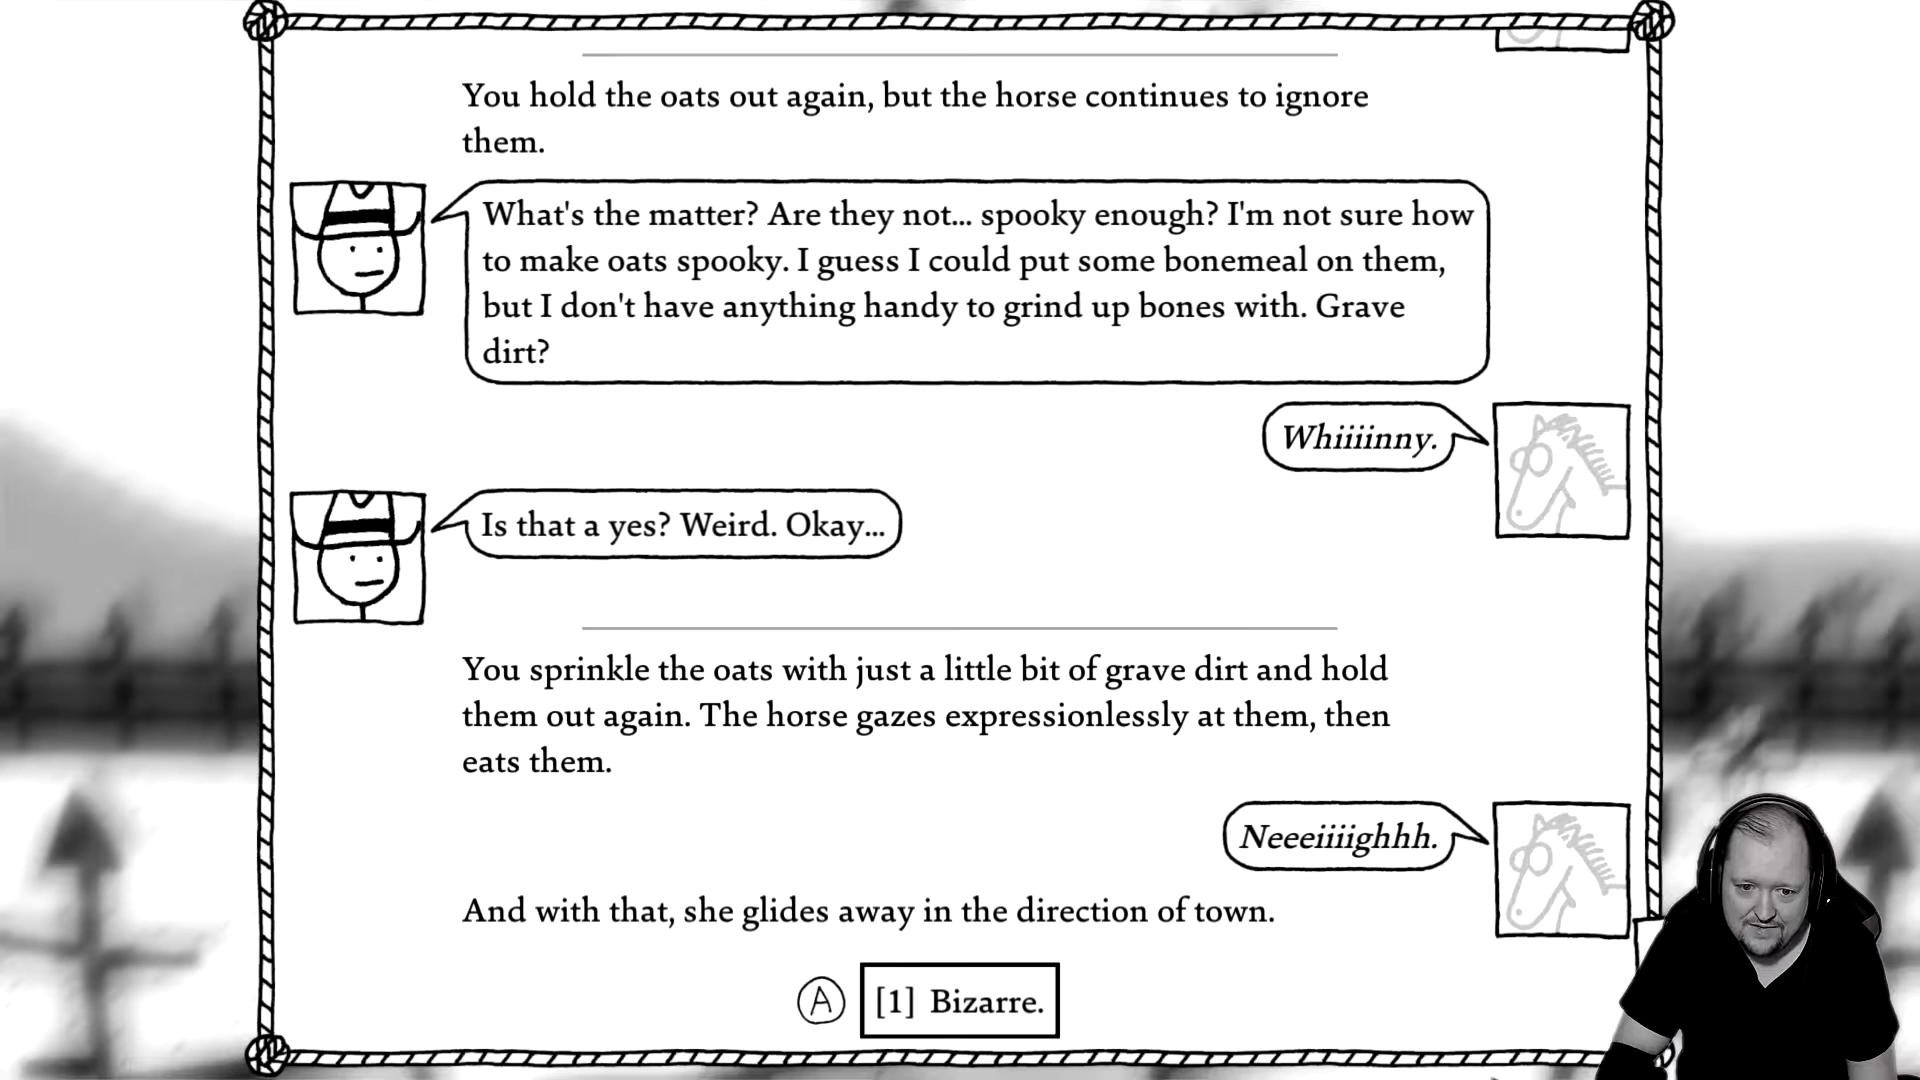 You hold the oats out again, but the horse continues to ignore
them.
What's the matter? Are they not... spooky enough? I'm not sure how
to make oats spooky. I guess I could put some bonemeal on them,
but I don't have anything handy to grind up bones with. Grave
dirt?
Whiiiinny.
Is that a yes? Weird. Okay...
You sprinkle the oats with just a little bit of grave dirt and hold
them out again. The horse gazes expressionlessly at them, then
eats them.
Neeeiiiighhh.
And with that, she glides away in the direction of town.
A [1] Bizarre.